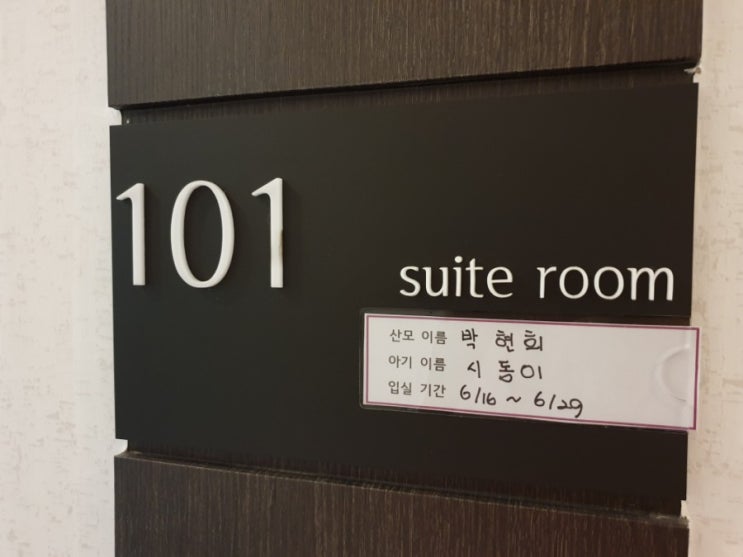 101
suite room
산모 이름 박 현희
아기 이름 시 동이
입실 기간 6/16 ~ 6/29